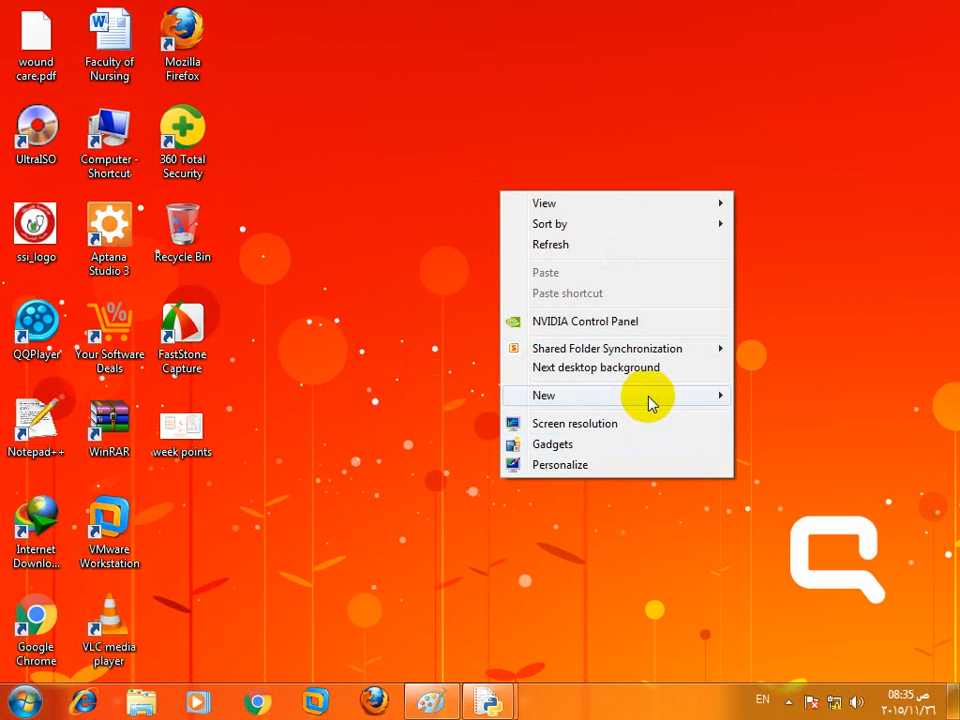 wound
care.pdf
Faculty of
Nursing
Mozilla
Firefox
UltraISO
Computer -
Shortcut
360 Total
Security
ssi_logo
Aptana
Studio 3
Recycle Bin
QQPlayer
Your Software
Deals
FastStone
Capture
Notepad++
WinRAR
week points
Internet
Downlo...
VMware
Workstation
Google
Chrome
VLC media
player
View
Sort by
Refresh
Paste
Paste shortcut
NVIDIA Control Panel
Shared Folder Synchronization
Next desktop background
New
Screen resolution
Gadgets
Personalize
EN
08:35 ص
٢٠١٥/١١/٢٦